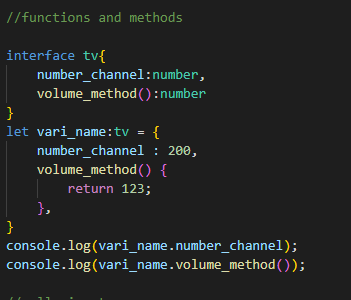 //functions and methods
interface tv{
    number_channel:number,
    volume_method():number
}
let vari_name:tv = {
    number_channel : 200,
    volume_method() {
        return 123;
    },
}
console.log(vari_name.number_channel);
console.log(vari_name.volume_method());